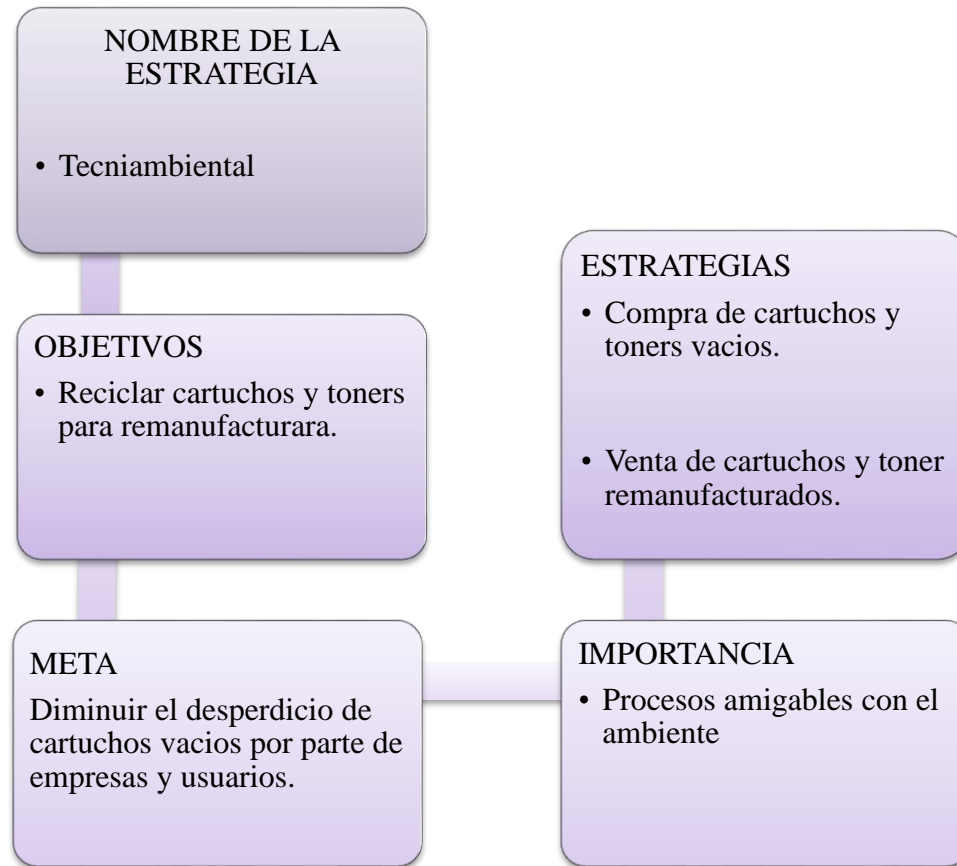 NOMBRE DE LA
ESTRATEGIA
• Tecniambiental
OBJETIVOS
• Reciclar cartuchos y toners
para remanufacturara.
META
Diminuir el desperdicio de
cartuchos vacios por parte de
empresas y usuarios.
IMPORTANCIA
• Procesos amigables con el
ambiente
ESTRATEGIAS
• Compra de cartuchos y
toners vacios.
• Venta de cartuchos y toner
remanufacturados.